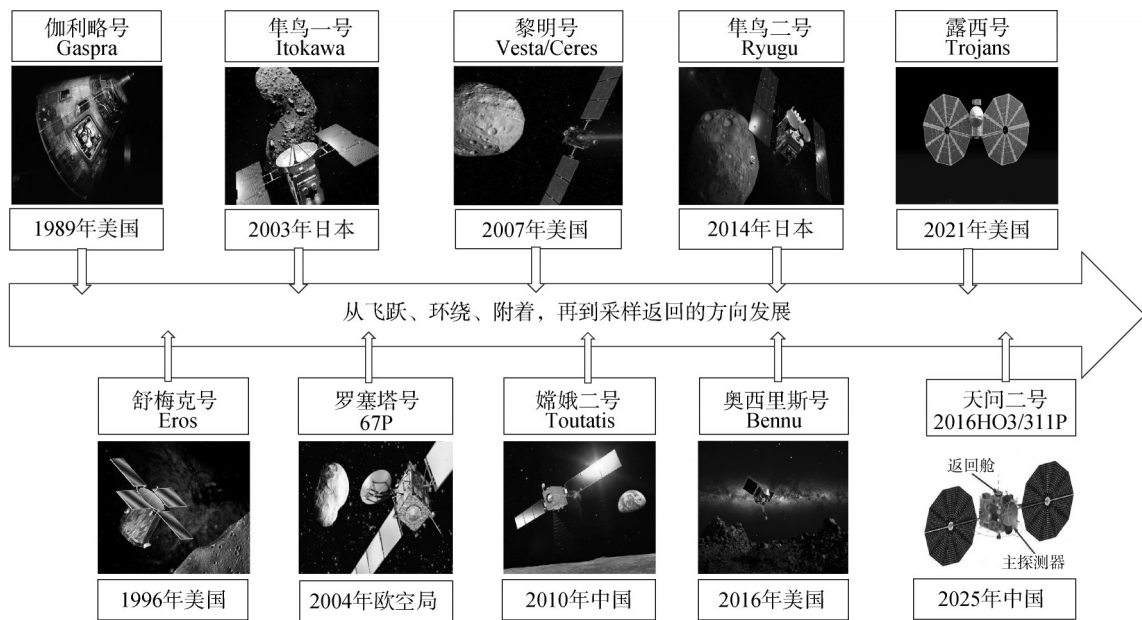 伽利略号
Gaspra
隼鸟一号
Itokawa
黎明号
Vesta/Ceres
隼鸟二号
Ryugu
露西号
Trojans
1989年美国
2003年日本
2007年美国
2014年日本
2021年美国
从飞跃、环绕、附着，再到采样返回的方向发展
舒梅克号
Eros
罗塞塔号
67P
嫦娥二号
Toutatis
奥西里斯号
Bennu
天问二号
2016HO3/311P
返回舱
主探测器
1996年美国
2004年欧空局
2010年中国
2016年美国
2025年中国